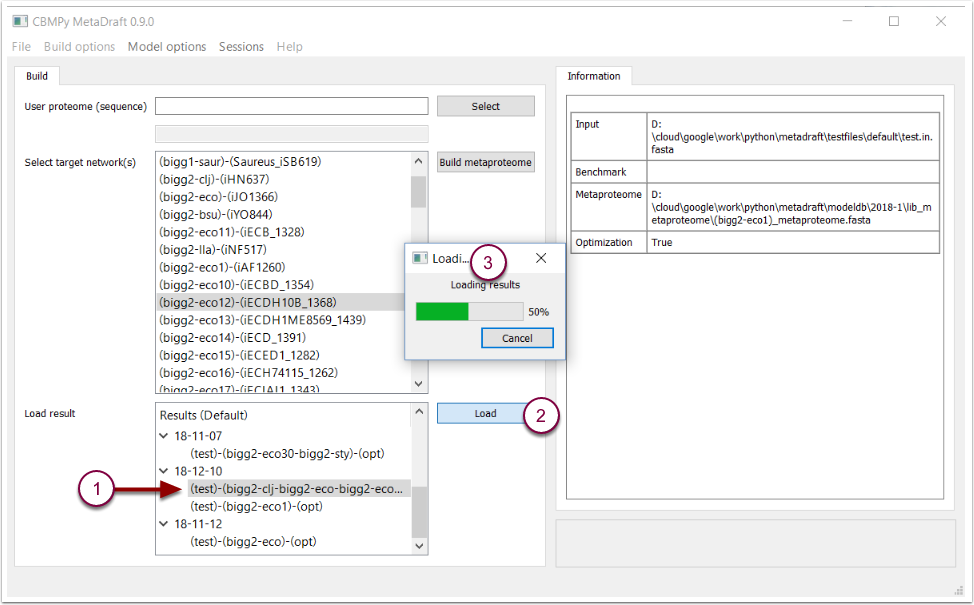 CBMPy MetaDraft 0.9.0
File Build options Model options Sessions Help
Build
User proteome (sequence)
Select
Select target network(s)
Build metaproteome
(bigg1-saur)-(Saureus_iSB619)
(bigg2-clj)-(iHN637)
(bigg2-eco)-(iJO1366)
(bigg2-bsu)-(iYO844)
(bigg2-eco11)-(iECB_1328)
(bigg2-lla)-(iNF517)
(bigg2-eco1)-(iAF1260)
(bigg2-eco10)-(iECBD_1354)
(bigg2-eco12)-(iECDH10B_1368)
(bigg2-eco13)-(iECDH1ME8569_1439)
(bigg2-eco14)-(iECD_1391)
(bigg2-eco15)-(iECED1_1282)
(bigg2-eco16)-(iECH74115_1262)
(bigg2-eco17)-(iECIAI1_1343)
Load result
Results (Default)
18-11-07
(test)-(bigg2-eco30-bigg2-sty)-(opt)
18-12-10
(test)-(bigg2-clj-bigg2-eco-bigg2-eco...
(test)-(bigg2-eco1)-(opt)
18-11-12
(test)-(bigg2-eco)-(opt)
Load
1
2
3
Loadi...
Loading results
50%
Cancel
Information
Input
D:
\cloud\google\work\python\metadraft\testfiles\default\test.in.
fasta
Benchmark
Metaproteome
D:
\cloud\google\work\python\metadraft\modeldb\2018-1\lib_m
etaproteome\(bigg2-eco1)_metaproteome.fasta
Optimization
True